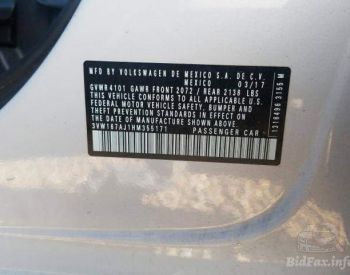 MFD BY VOLKSWAGEN DE MEXICO S.A. DE C.V.
MEXICO 03/17
GVWR 4101 GAWR FRONT 2072 / REAR 2138 LBS
THIS VEHICLE CONFORMS TO ALL APPLICABLE
FEDERAL MOTOR VEHICLE SAFETY, BUMPER AND
THEFT PREVENTION STANDARDS IN EFFECT ON
THE DATE OF MANUFACTURE SHOWN ABOVE
3VW167AJ1HM355171 PASSENGER CAR
1318496 3155 M
BidFax.info